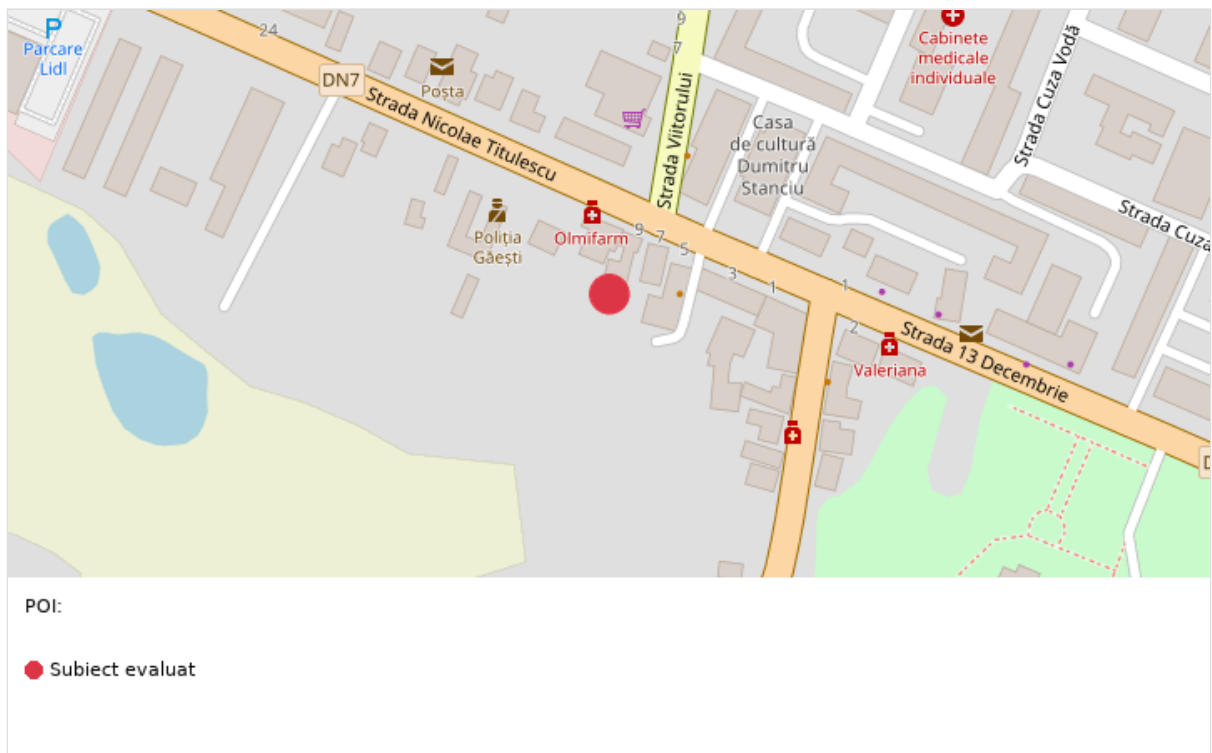 24
9
7
P
Parcare
Lidl
DN7
Poșta
Strada Nicolae Titulescu
Strada Viitorului
Cabinete
medicale
individuale
Strada Cuza Vodă
Casa
de cultură
Dumitru
Stanciu
Strada Cuza
Poliția
Găești
Olmifarm
9
7
5
3
1
1
2
Valeriana
Strada 13 Decembrie
D
POI:
Subiect evaluat